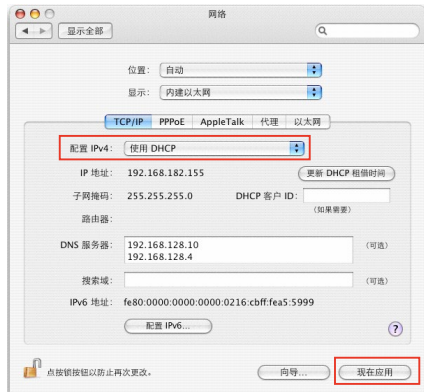 网络
显示全部
位置: 自动
显示: 内建以太网
TCP/IP PPPoE AppleTalk 代理 以太网
配置 IPv4: 使用 DHCP
IP 地址: 192.168.182.155 更新 DHCP 租借时间
子网掩码: 255.255.255.0 DHCP 客户 ID:
(如果需要)
路由器:
DNS 服务器: 192.168.128.10 (可选)
192.168.128.4
搜索域: (可选)
IPv6 地址: fe80:0000:0000:0000:0216:cbff:fea5:5999
配置 IPv6... ?
点按锁按钮以防止再次更改。 向导... 现在应用